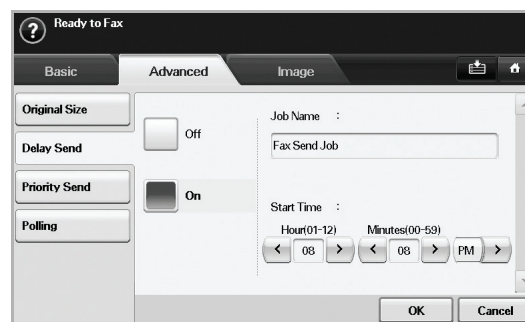 Ready to Fax
Basic
Advanced
Image
Original Size
Delay Send
Priority Send
Polling
Off
On
Job Name :
Fax Send Job
Start Time :
Hour(01-12) Minutes(00-59)
< 08 > < 08 > PM >
OK Cancel